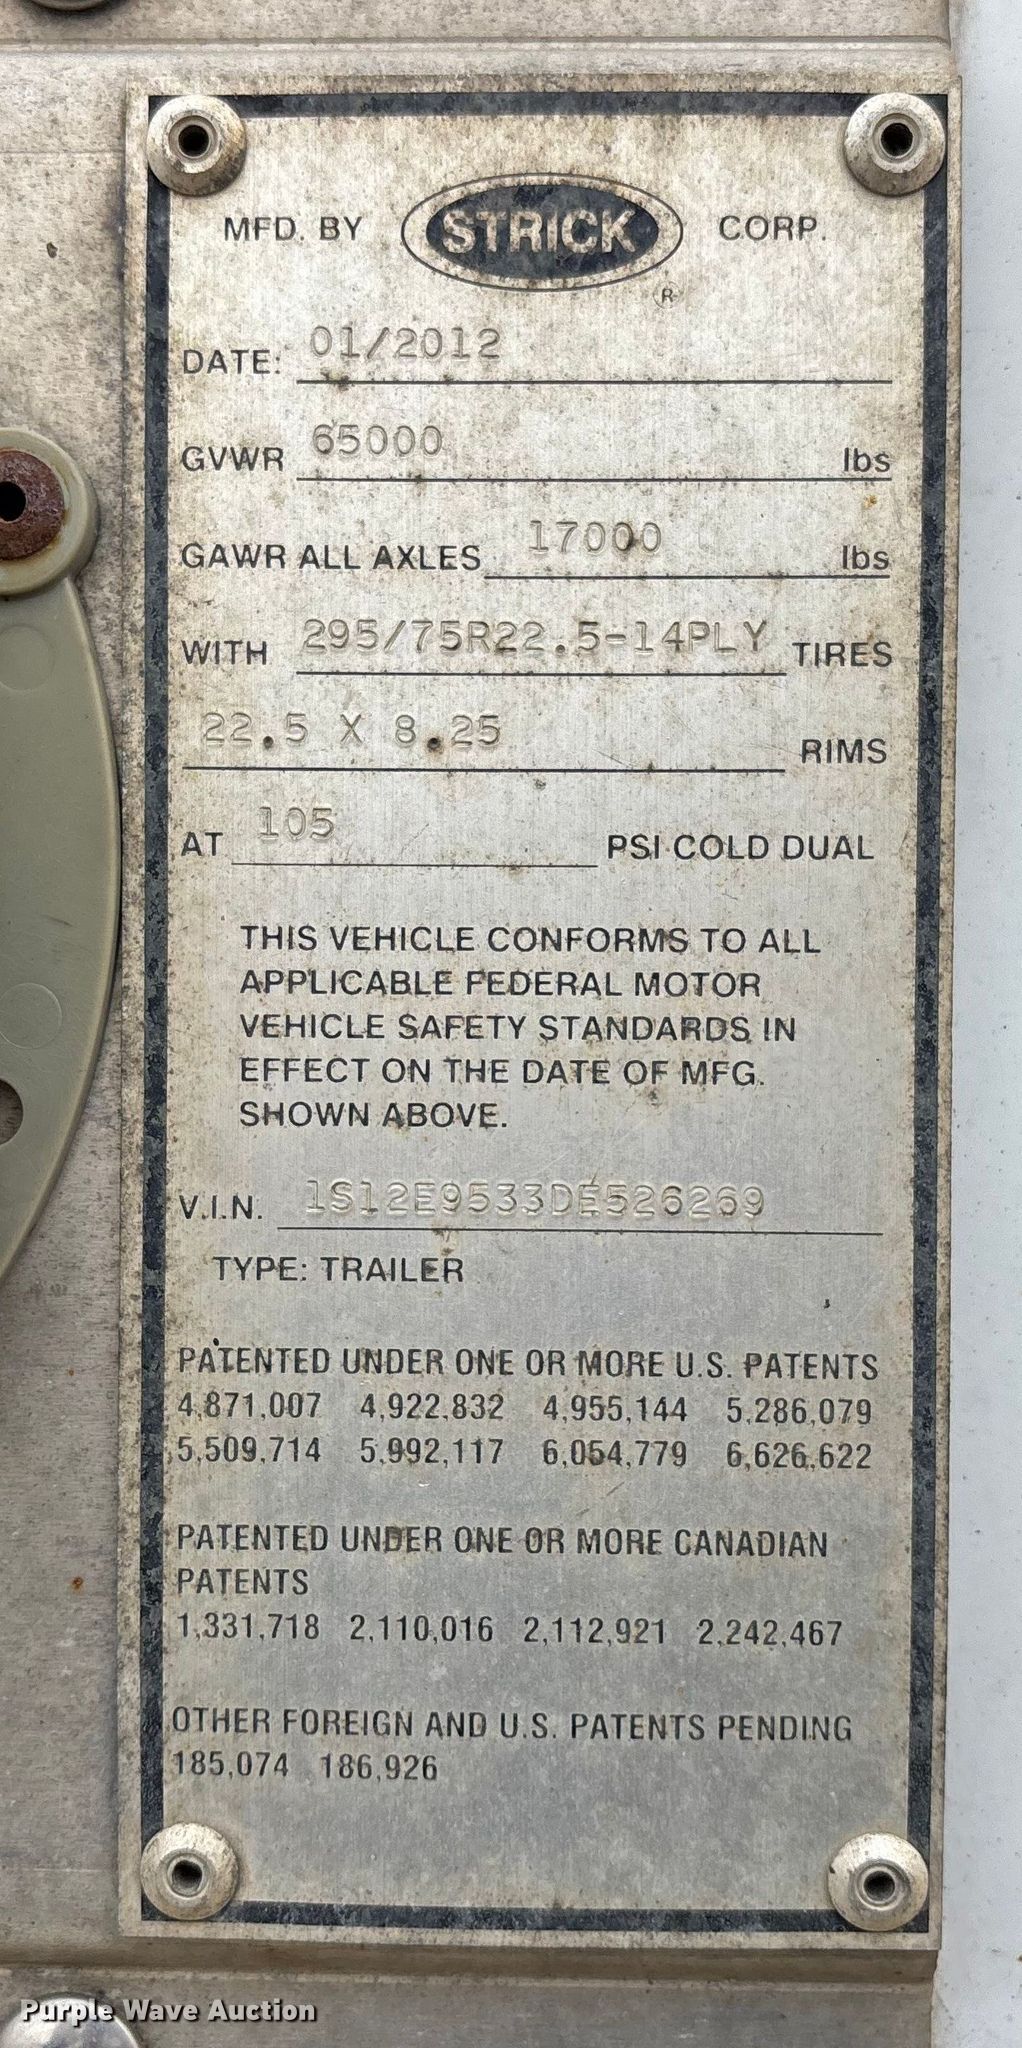 MFD. BY STRICK CORP.
®
DATE: 01/2012
GVWR 65000 lbs
GAWR ALL AXLES 17000 lbs
WITH 295/75R22.5-14PLY TIRES
22.5 X 8.25 RIMS
AT 105 PSI COLD DUAL
THIS VEHICLE CONFORMS TO ALL
APPLICABLE FEDERAL MOTOR
VEHICLE SAFETY STANDARDS IN
EFFECT ON THE DATE OF MFG.
SHOWN ABOVE.
V.I.N. 1S12E9533DE526269
TYPE: TRAILER
PATENTED UNDER ONE OR MORE U.S. PATENTS
4,871,007 4,922,832 4,955,144 5,286,079
5,509,714 5,992,117 6,054,779 6,626,622
PATENTED UNDER ONE OR MORE CANADIAN
PATENTS
1,331,718 2,110,016 2,112,921 2,242,467
OTHER FOREIGN AND U.S. PATENTS PENDING
185,074 186,926
Purple Wave Auction